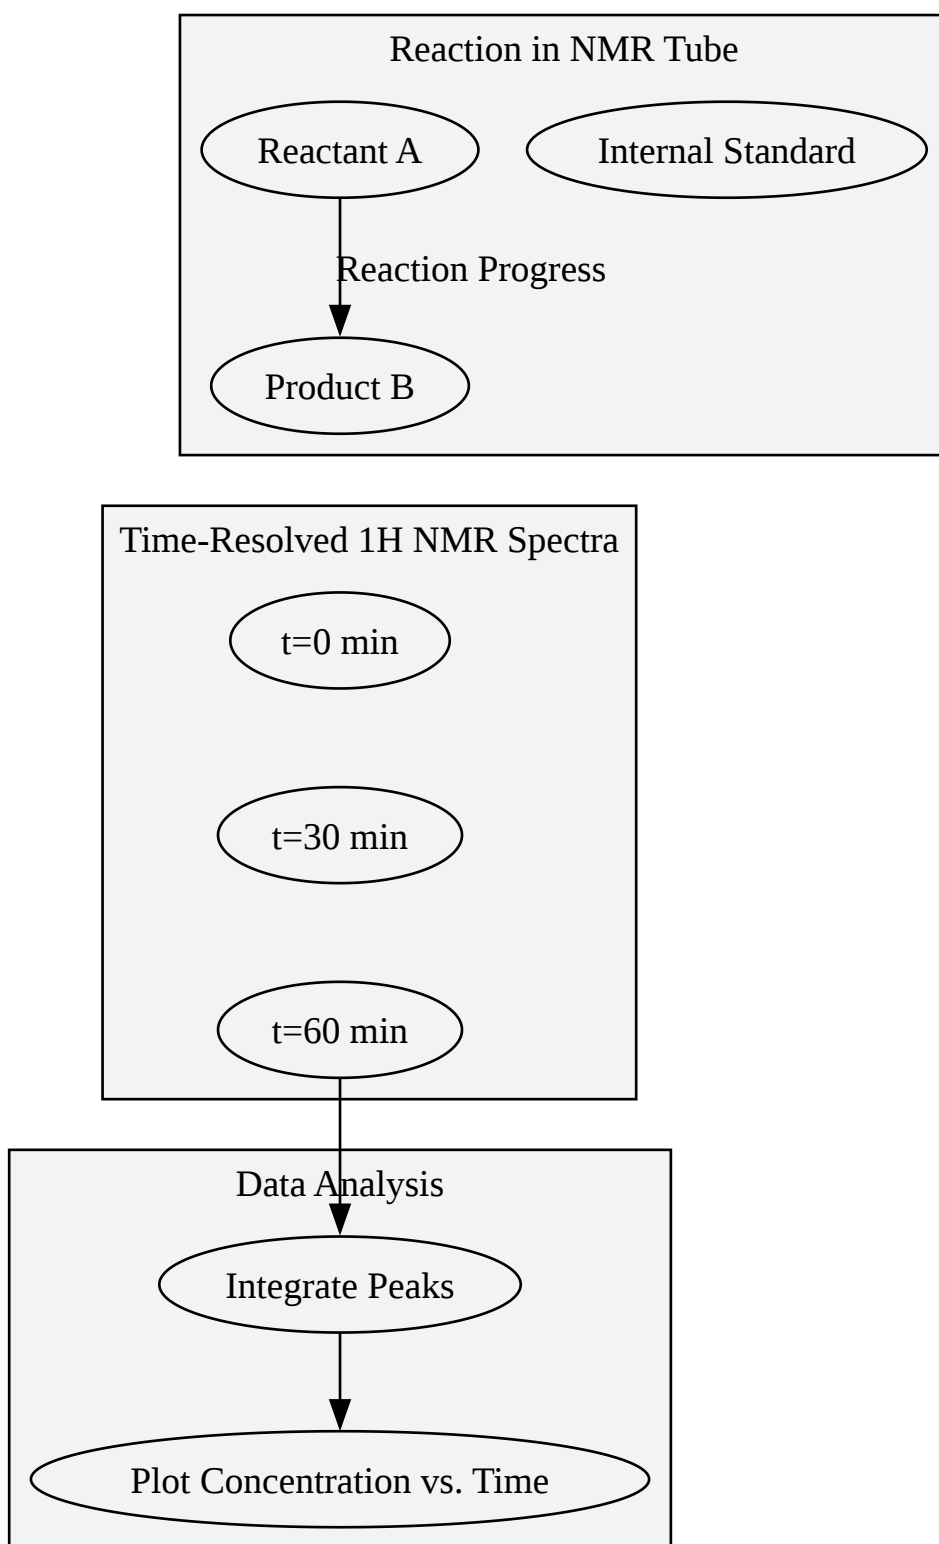 Reaction in NMR Tube
Reactant A
Internal Standard
Reaction Progress
Product B
Time-Resolved 1H NMR Spectra
t=0 min
t=30 min
t=60 min
Data Analysis
Integrate Peaks
Plot Concentration vs. Time